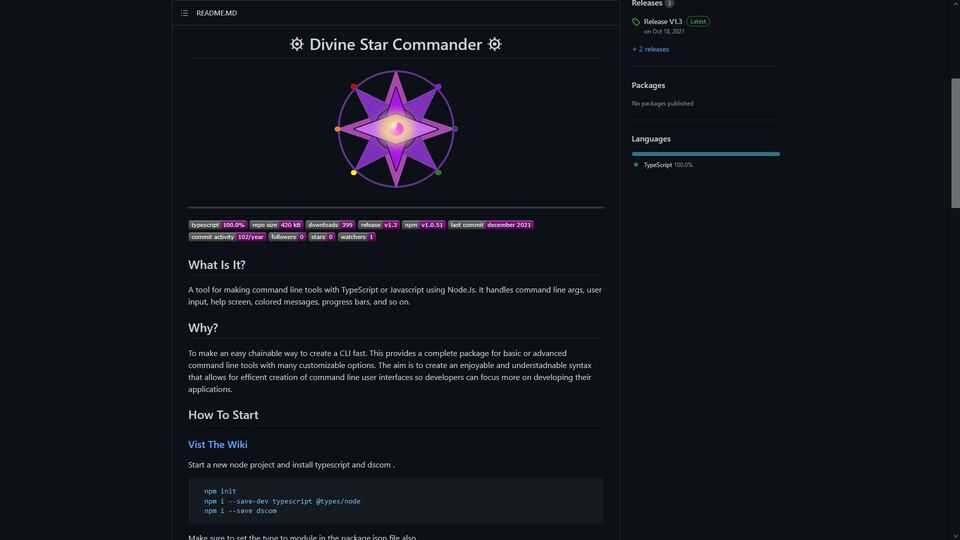 README.MD
Divine Star Commander
typescript 100.0% repo size 420 kB downloads 399 release v1.3 npm v1.0.51 last commit december 2021
commit activity 102/year followers 0 stars 0 watchers 1
What Is It?
A tool for making command line tools with TypeScript or Javascript using Node.Js. It handles command line args, user
input, help screen, colored messages, progress bars, and so on.
Why?
To make an easy chainable way to create a CLI fast. This provides a complete package for basic or advanced
command line tools with many customizable options. The aim is to create an enjoyable and understadnable syntax
that allows for efficent creation of command line user interfaces so developers can focus more on developing their
applications.
How To Start
Vist The Wiki
Start a new node project and install typescript and dscom .
npm init
npm i --save-dev typescript @types/node
npm i --save dscom
Make sure to set the type to module in the package.json file also
Releases 3
Release V1.3 Latest
on Oct 18, 2021
+ 2 releases
Packages
No packages published
Languages
TypeScript 100.0%